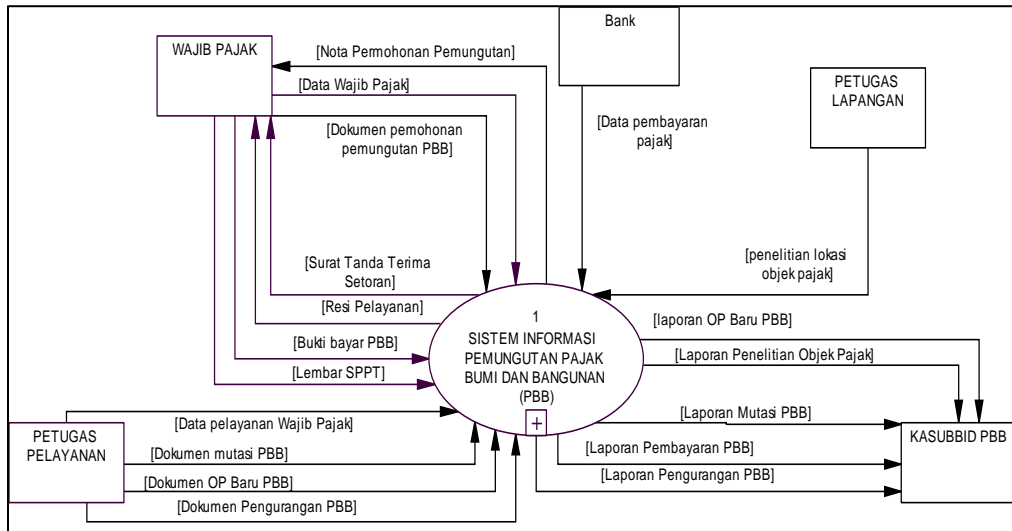 Bank
[Nota Permohonan Pemungutan]
WAJIB PAJAK
PETUGAS
LAPANGAN
[Data Wajib Pajak]
[Data pembayaran
pajak]
[Dokumen pemohonan
pemungutan PBB]
[penelitian lokasi
objek pajak]
[Surat Tanda Terima
Setoran]
[Resi Pelayanan]
1
SISTEM INFORMASI
PEMUNGUTAN PAJAK
BUMI DAN BANGUNAN
(PBB)
[laporan OP Baru PBB]
[Bukti bayar PBB]
[Laporan Penelitian Objek Pajak]
[Lembar SPPT]
[Data pelayanan Wajib Pajak]
[Laporan Mutasi PBB]
PETUGAS
PELAYANAN
KASUBBID PBB
[Dokumen mutasi PBB]
[Laporan Pembayaran PBB]
[Dokumen OP Baru PBB]
[Laporan Pengurangan PBB]
[Dokumen Pengurangan PBB]